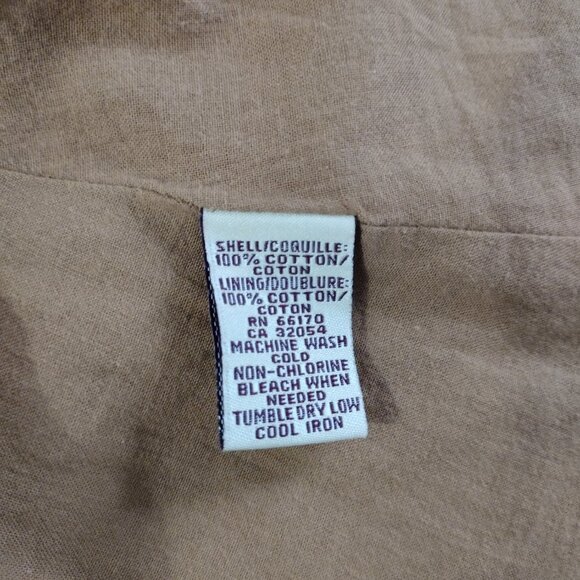 SHELL/COQUILLE:
100% COTTON/
COTON
LINING/DOUBLURE:
100% COTTON/
COTON
RN 66170
CA 32054
MACHINE WASH
COLD
NON-CHLORINE
BLEACH WHEN
NEEDED
TUMBLE DRY LOW
COOL IRON